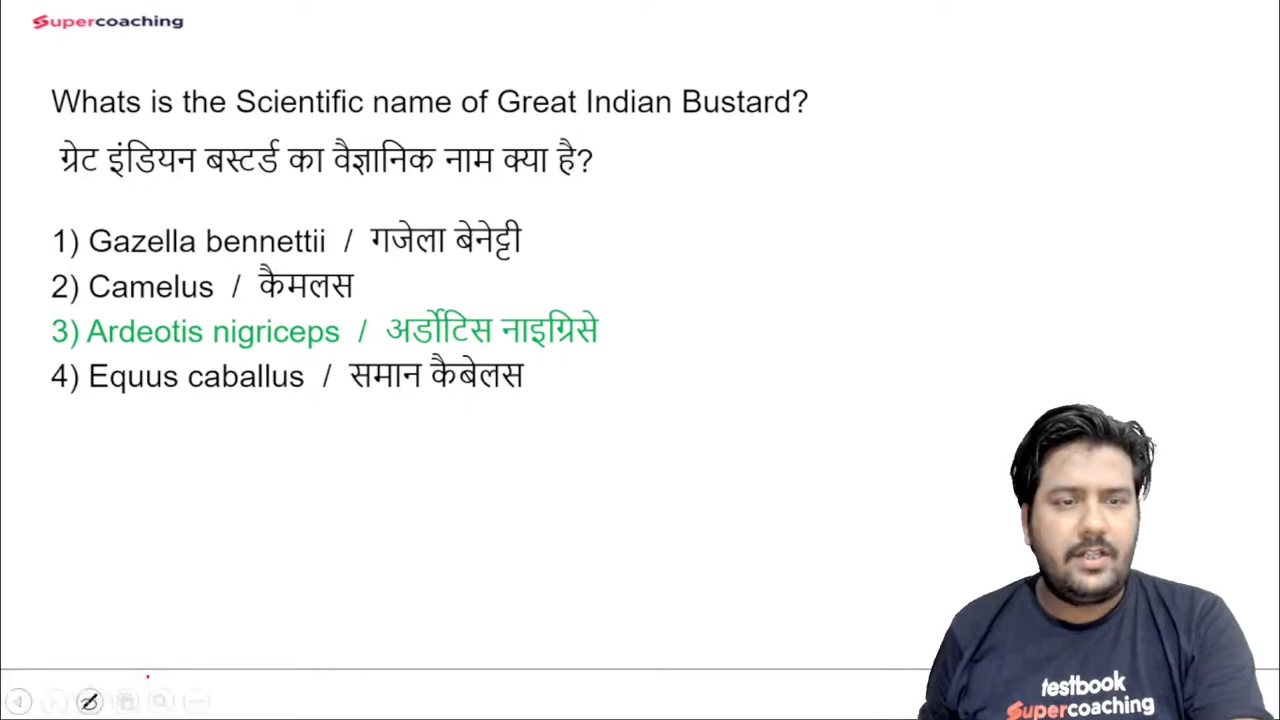 Supercoaching
Whats is the Scientific name of Great Indian Bustard?
ग्रेट इंडियन बस्टर्ड का वैज्ञानिक नाम क्या है?
1) Gazella bennettii / गजेला बेनेट्टी
2) Camelus / कैमलस
3) Ardeotis nigriceps / अर्डोटिस नाइग्रिसे
4) Equus caballus / समान कैबेलस
testbook
Supercoaching